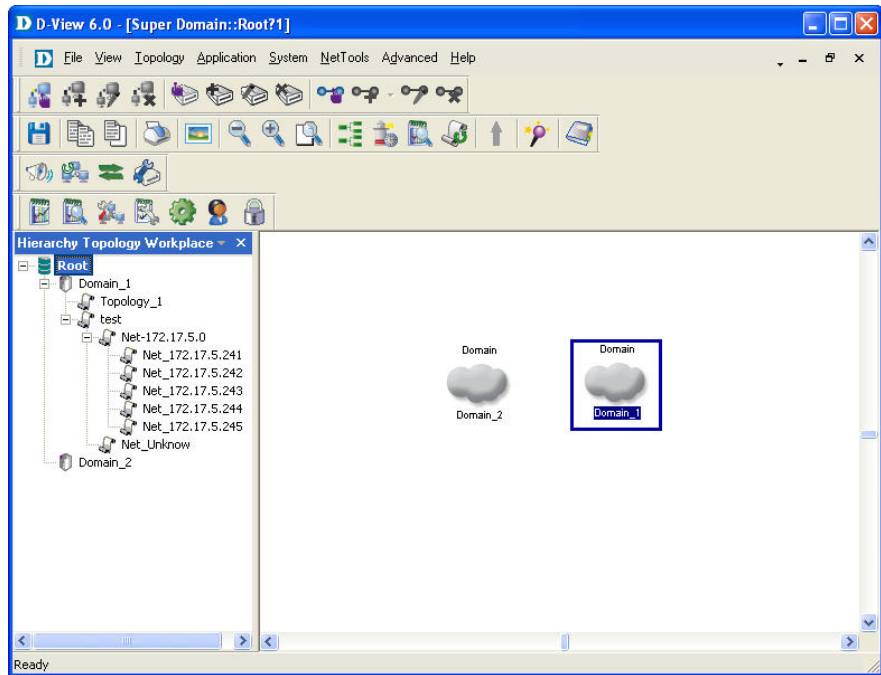 D-View 6.0 - [Super Domain::Root?1]
File View Topology Application System NetTools Advanced Help
Hierarchy Topology Workplace
Root
Domain_1
Topology_1
test
Net-172.17.5.0
Net_172.17.5.241
Net_172.17.5.242
Net_172.17.5.243
Net_172.17.5.244
Net_172.17.5.245
Net_Unknow
Domain_2
Domain
Domain_2
Domain
Domain_1
Ready